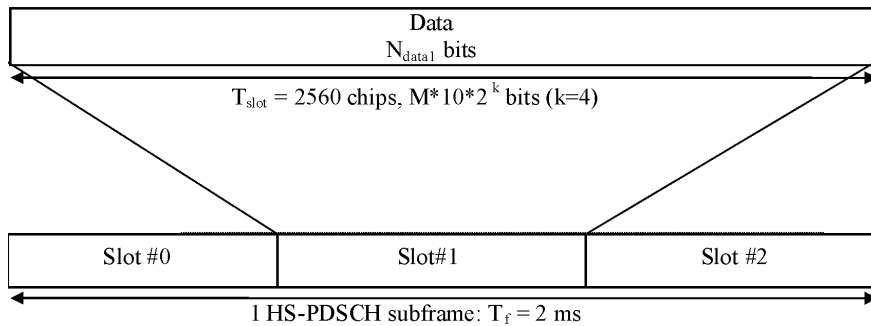 Data
N_data1 bits
T_slot = 2560 chips, M*10*2^k bits (k=4)
Slot #0 Slot#1 Slot #2
1 HS-PDSCH subframe: T_f = 2 ms